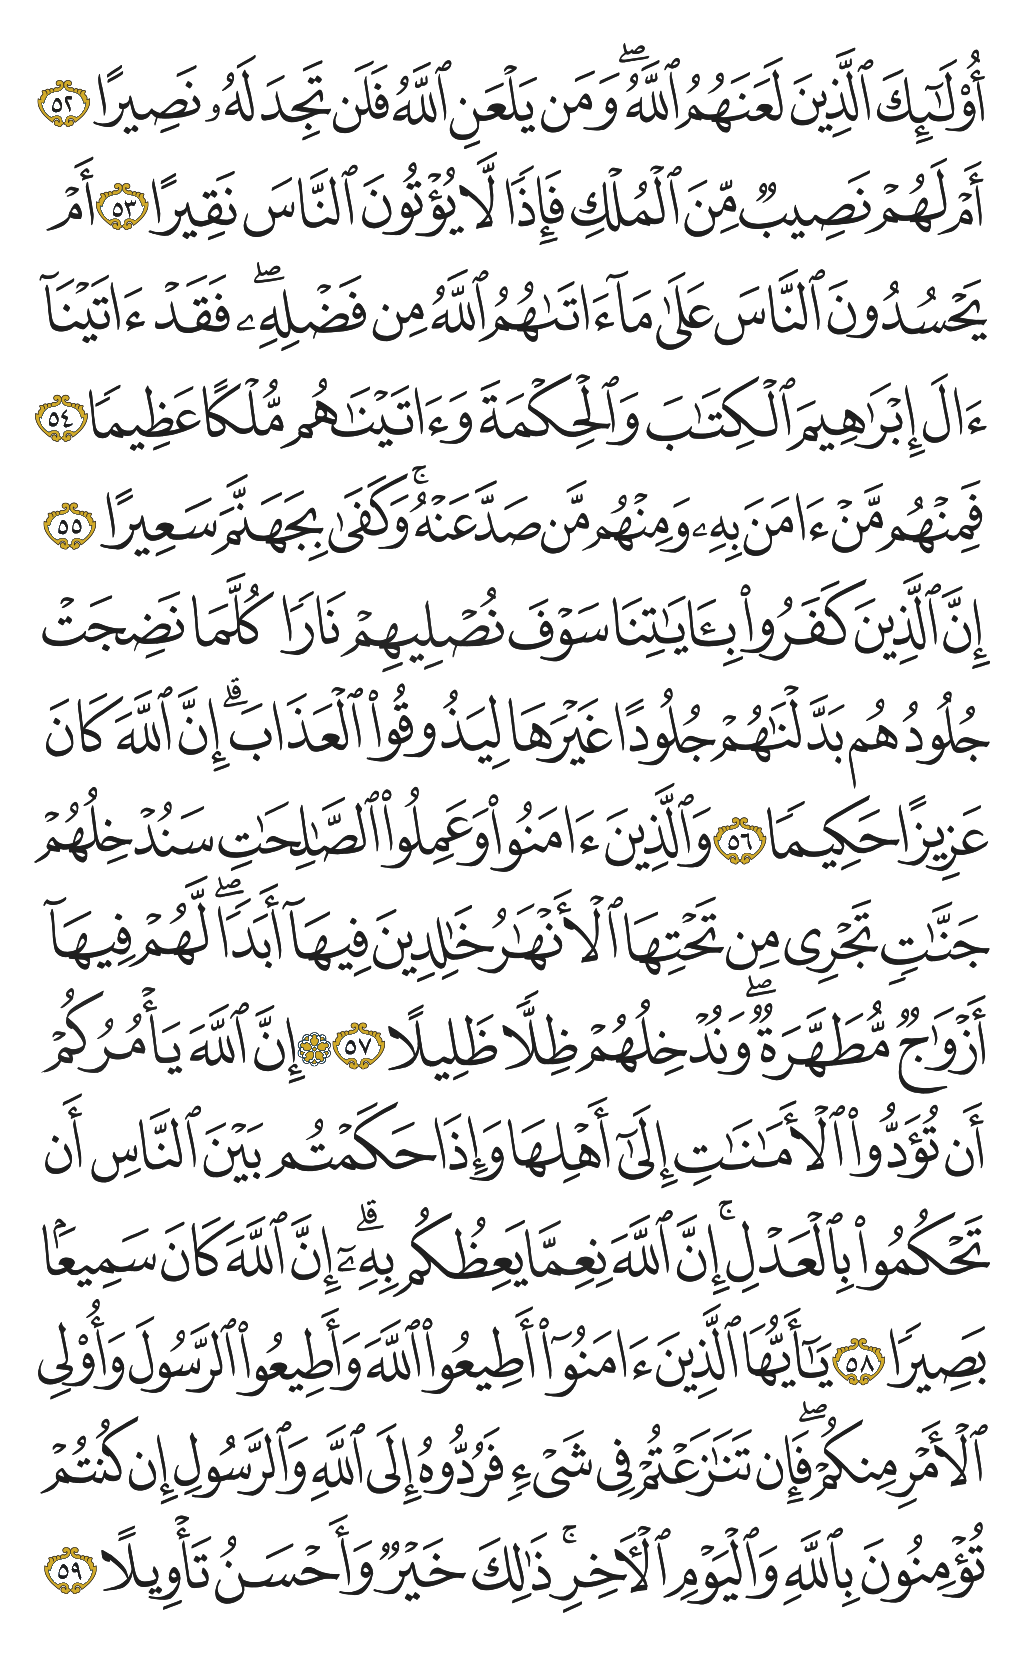 أُوْلَٰٓئِكَ ٱلَّذِينَ لَعَنَهُمُ ٱللَّهُۖ وَمَن يَلْعَنِ ٱللَّهُ فَلَن تَجِدَ لَهُۥ نَصِيرًا ٥٢
أَمْ لَهُمْ نَصِيبٌ مِّنَ ٱلْمُلْكِ فَإِذًا لَّا يُؤْتُونَ ٱلنَّاسَ نَقِيرًا ٥٣ أَمْ
يَحْسُدُونَ ٱلنَّاسَ عَلَىٰ مَآ ءَاتَىٰهُمُ ٱللَّهُ مِن فَضْلِهِۦۖ فَقَدْ ءَاتَيْنَآ
ءَالَ إِبْرَٰهِيمَ ٱلْكِتَٰبَ وَٱلْحِكْمَةَ وَءَاتَيْنَٰهُم مُّلْكًا عَظِيمًا ٥٤
فَمِنْهُم مَّنْ ءَامَنَ بِهِۦ وَمِنْهُم مَّن صَدَّ عَنْهُۚ وَكَفَىٰ بِجَهَنَّمَ سَعِيرًا ٥٥
إِنَّ ٱلَّذِينَ كَفَرُوا۟ بِـَٔايَٰتِنَا سَوْفَ نُصْلِيهِمْ نَارًا كُلَّمَا نَضِجَتْ
جُلُودُهُم بَدَّلْنَٰهُمْ جُلُودًا غَيْرَهَا لِيَذُوقُوا۟ ٱلْعَذَابَۗ إِنَّ ٱللَّهَ كَانَ
عَزِيزًا حَكِيمًا ٥٦ وَٱلَّذِينَ ءَامَنُوا۟ وَعَمِلُوا۟ ٱلصَّٰلِحَٰتِ سَنُدْخِلُهُمْ
جَنَّٰتٍ تَجْرِى مِن تَحْتِهَا ٱلْأَنْهَٰرُ خَٰلِدِينَ فِيهَآ أَبَدًاۖ لَّهُمْ فِيهَآ
أَزْوَٰجٌ مُّطَهَّرَةٌۖ وَنُدْخِلُهُمْ ظِلًّا ظَلِيلًا ٥٧ ۞ إِنَّ ٱللَّهَ يَأْمُرُكُمْ
أَن تُؤَدُّوا۟ ٱلْأَمَٰنَٰتِ إِلَىٰٓ أَهْلِهَا وَإِذَا حَكَمْتُم بَيْنَ ٱلنَّاسِ أَن
تَحْكُمُوا۟ بِٱلْعَدْلِۚ إِنَّ ٱللَّهَ نِعِمَّا يَعِظُكُم بِهِۦٓۗ إِنَّ ٱللَّهَ كَانَ سَمِيعًۢا
بَصِيرًا ٥٨ يَٰٓأَيُّهَا ٱلَّذِينَ ءَامَنُوٓا۟ أَطِيعُوا۟ ٱللَّهَ وَأَطِيعُوا۟ ٱلرَّسُولَ وَأُوْلِى
ٱلْأَمْرِ مِنكُمْۖ فَإِن تَنَٰزَعْتُمْ فِى شَىْءٍ فَرُدُّوهُ إِلَى ٱللَّهِ وَٱلرَّسُولِ إِن كُنتُمْ
تُؤْمِنُونَ بِٱللَّهِ وَٱلْيَوْمِ ٱلْأَخِرِۚ ذَٰلِكَ خَيْرٌ وَأَحْسَنُ تَأْوِيلًا ٥٩